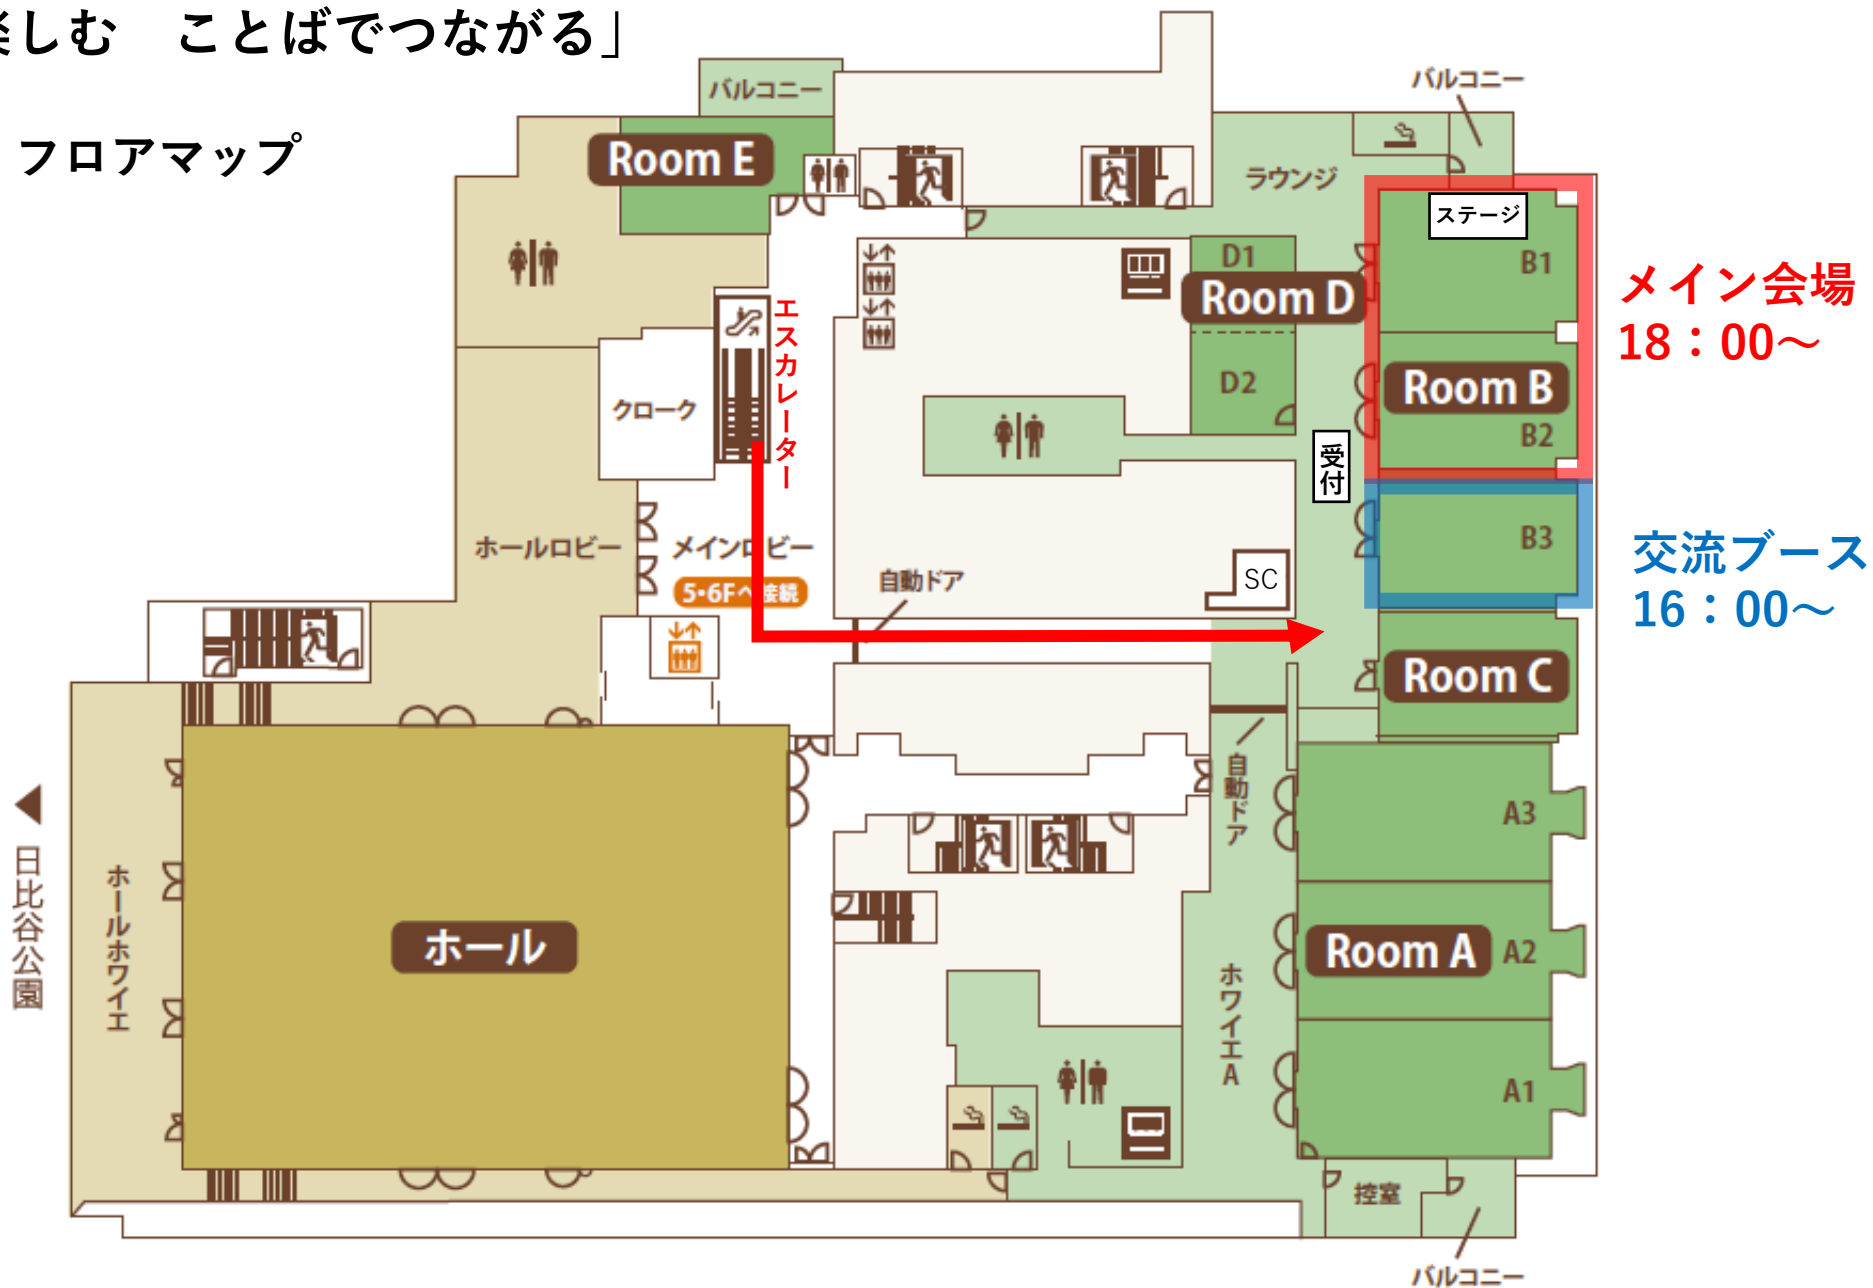 楽しむ　ことばでつながる」
フロアマップ
バルコニー
バルコニー
Room E
ラウンジ
ステージ
B1
D1
Room D
D2
エスカレーター
クローク
Room B
B2
受付
メイン会場
18：00～
B3
交流ブース
16：00～
ホールロビー
メインロビー
5・6Fへ接続
自動ドア
SC
Room C
自動ドア
A3
日比谷公園
ホールホワイエ
ホール
ホワイエA
Room A
A2
A1
控室
バルコニー